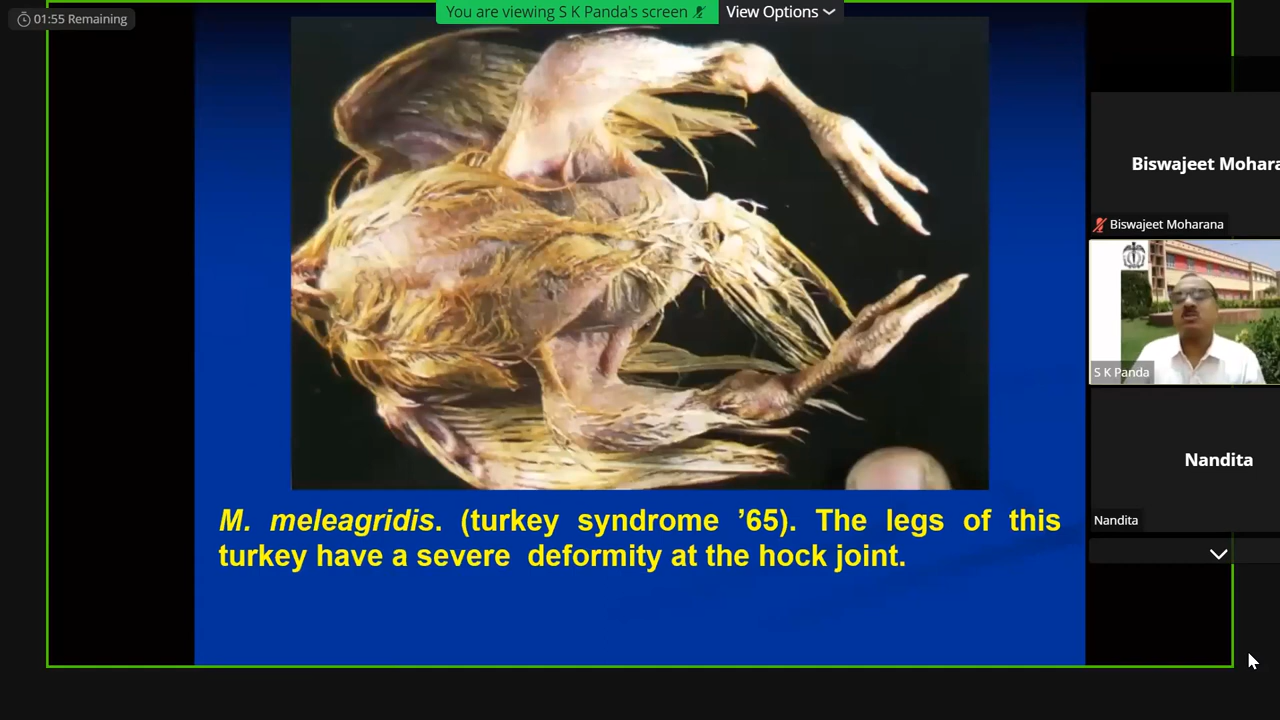 01:55 Remaining
You are viewing S K Panda's screen
View Options
Biswajeet Mohara
Biswajeet Moharana
S K Panda
Nandita
Nandita
M. meleagridis. (turkey syndrome ’65). The legs of this
turkey have a severe deformity at the hock joint.